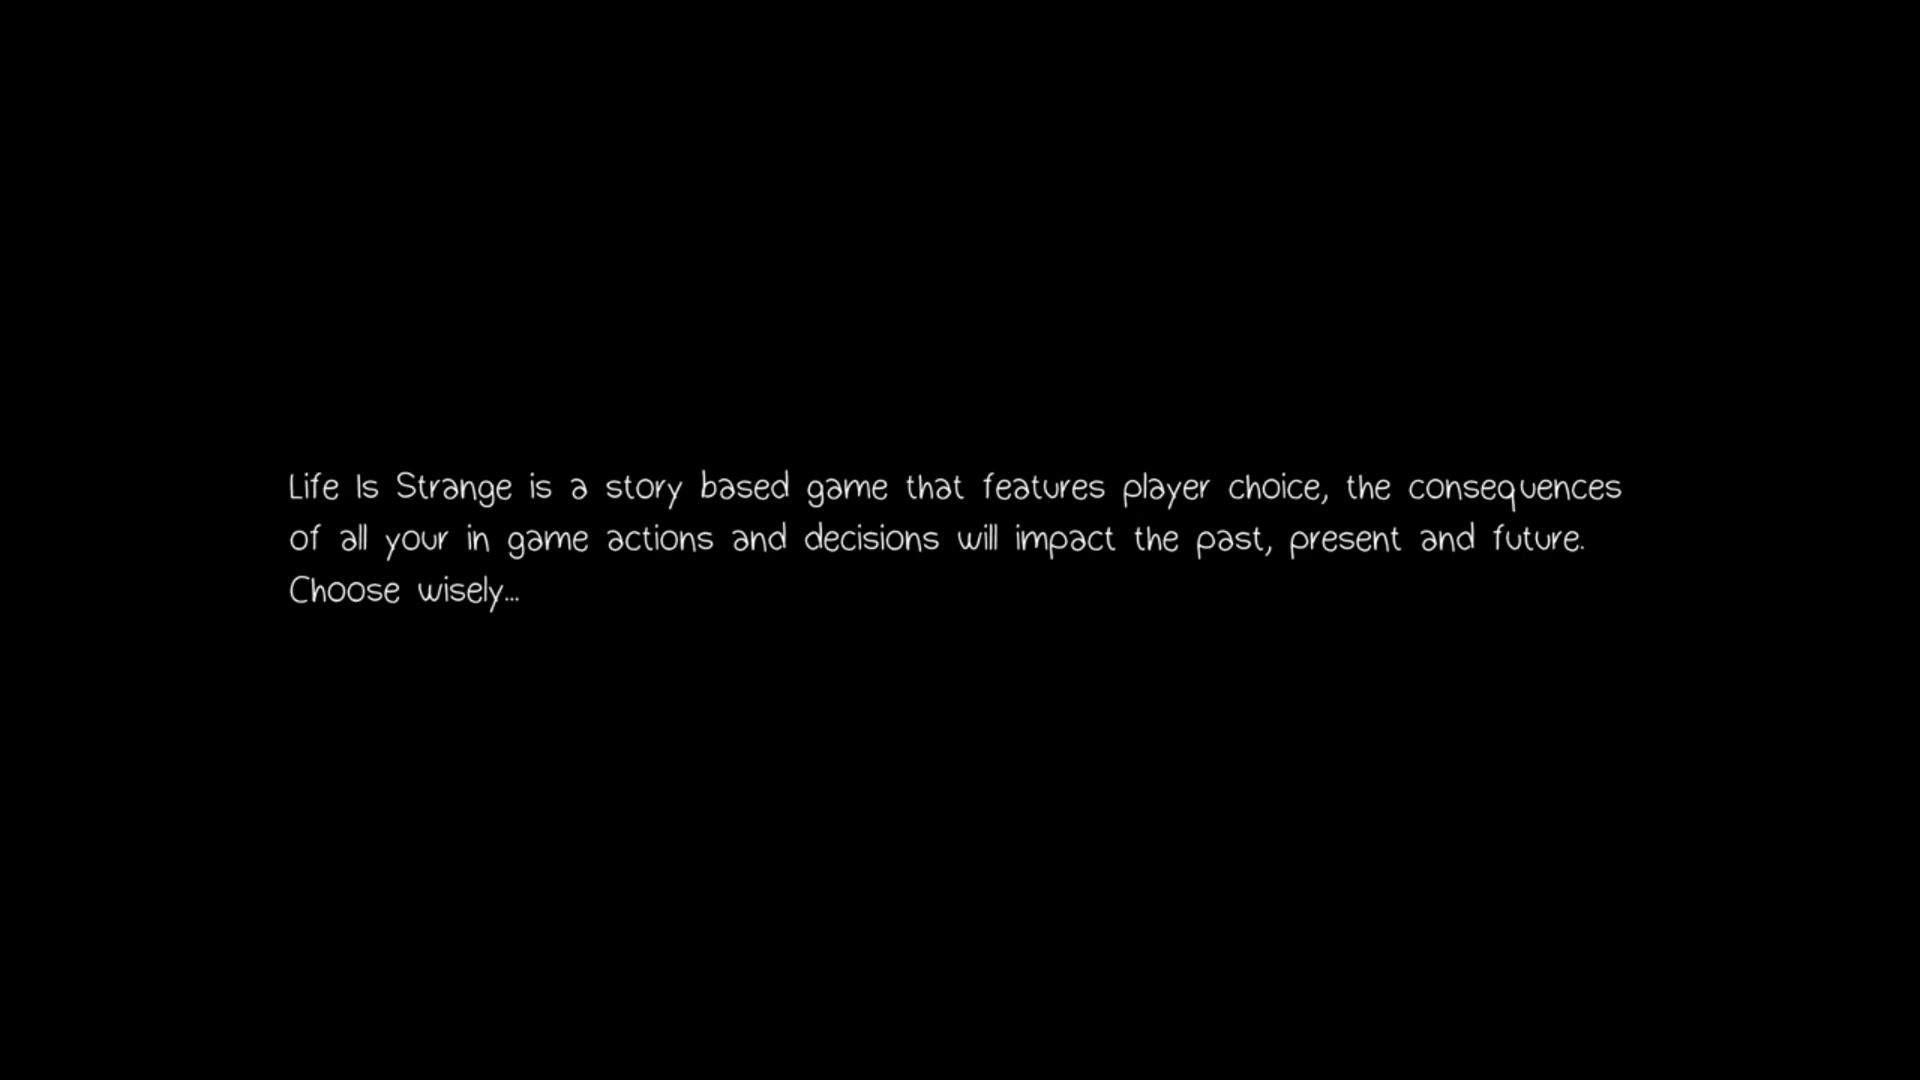 Life Is Strange is a story based game that features player choice, the consequences
of all your in game actions and decisions will impact the past, present and future.
Choose wisely...